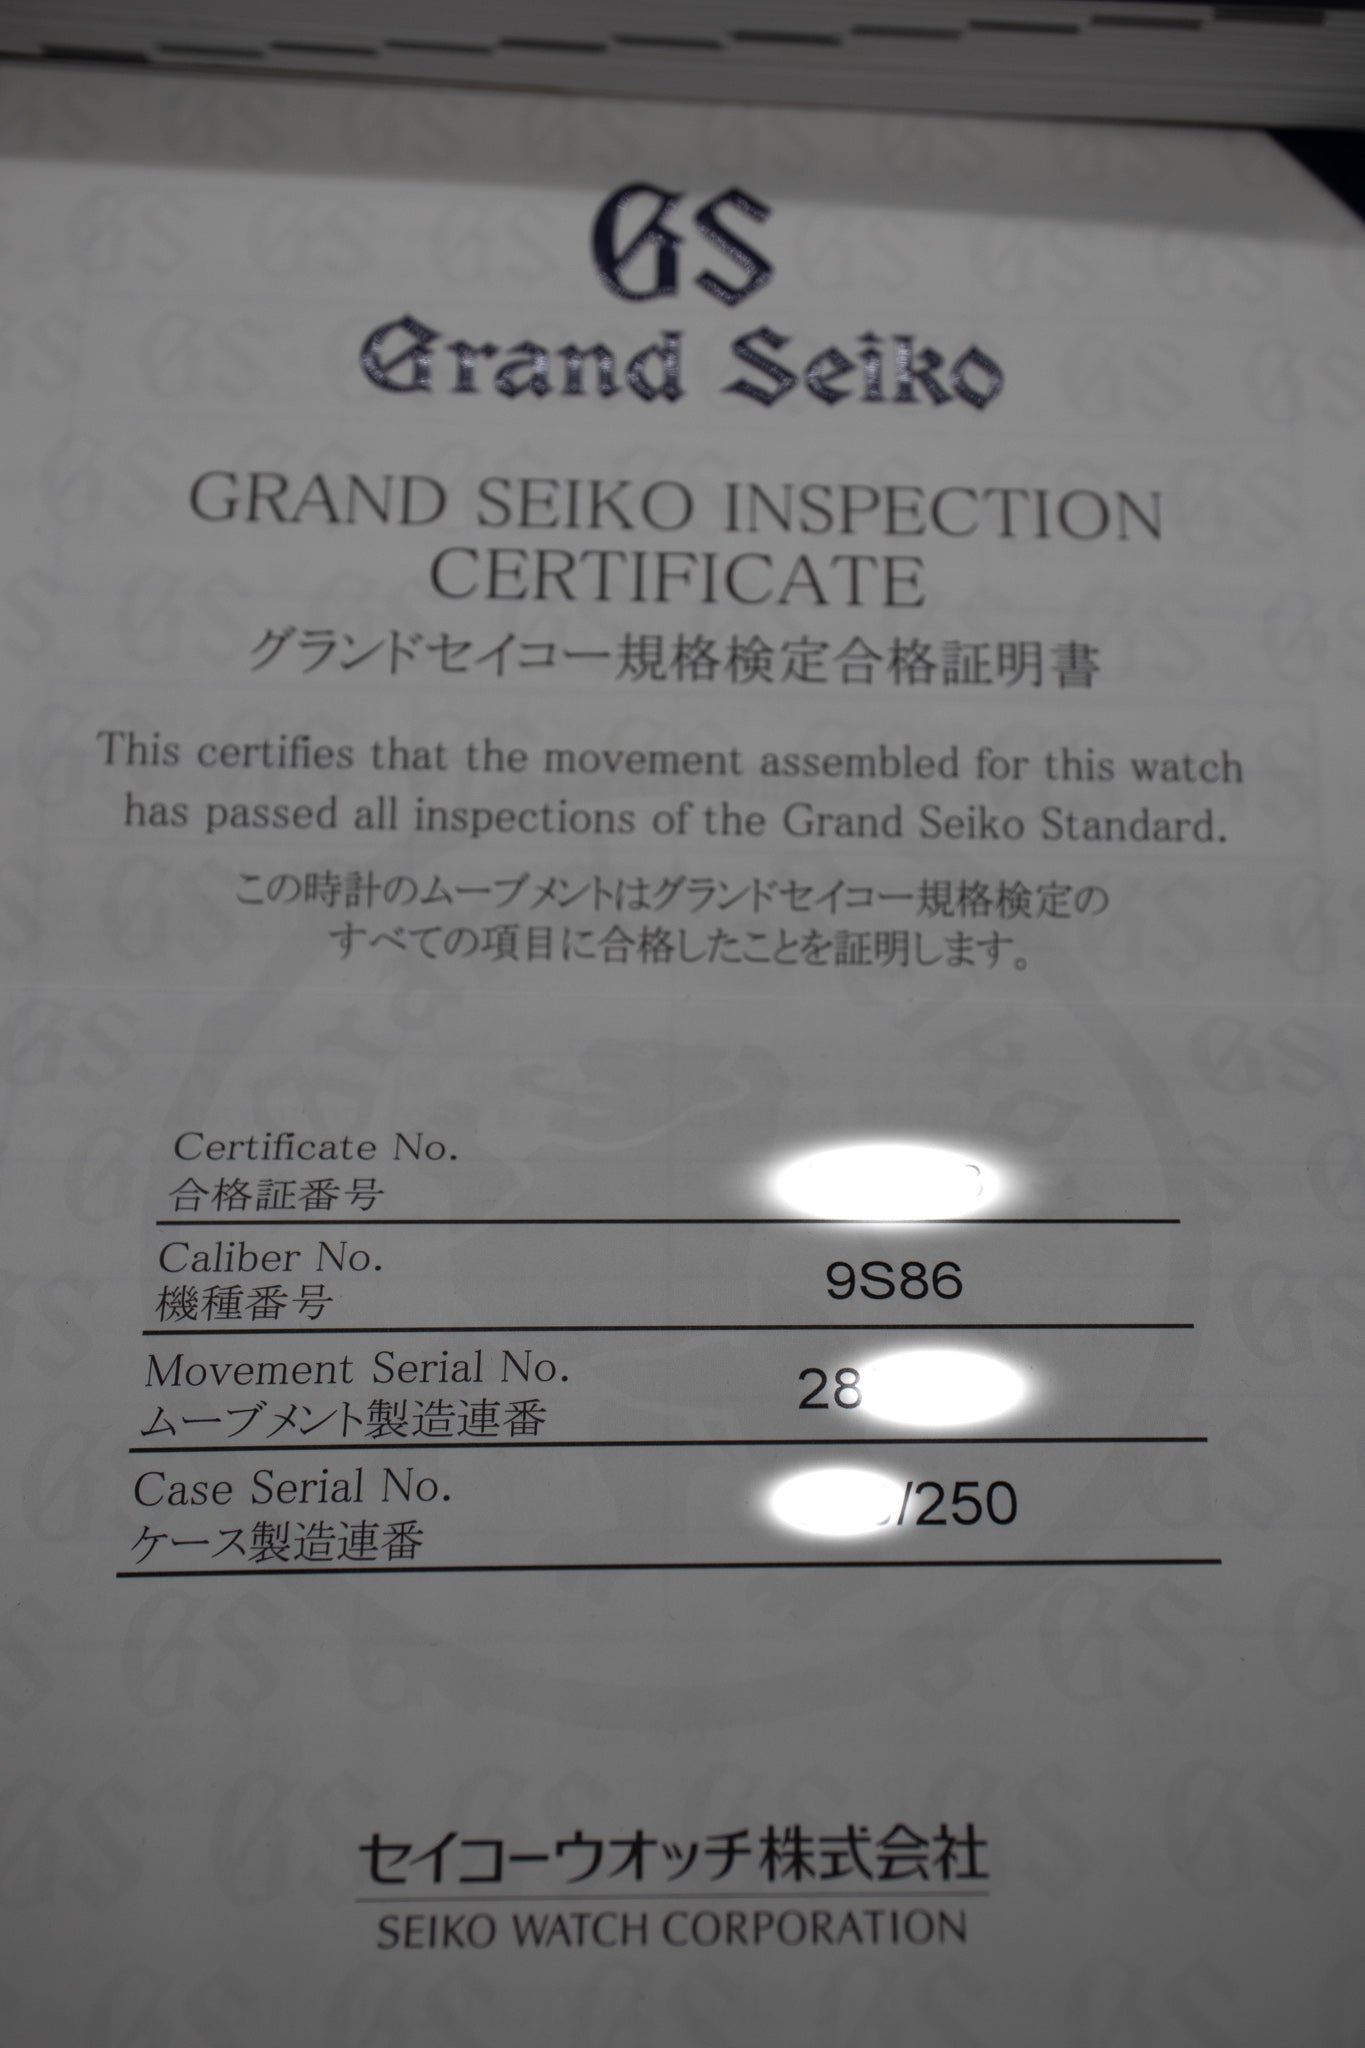 GS
Grand Seiko
GRAND SEIKO INSPECTION
CERTIFICATE
グランドセイコー規格検定合格証明書
This certifies that the movement assembled for this watch
has passed all inspections of the Grand Seiko Standard.
この時計のムーブメントはグランドセイコー規格検定の
すべての項目に合格したことを証明します。
Certificate No.
合格証番号
Caliber No. 9S86
機種番号
Movement Serial No. 28
ムーブメント製造連番
Case Serial No. /250
ケース製造連番
セイコーウオッチ株式会社
SEIKO WATCH CORPORATION